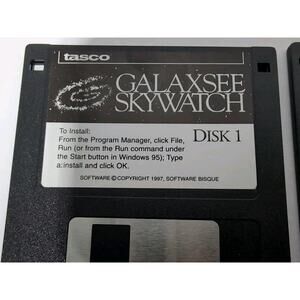 tasco
GALAXSEE
SKYWATCH
To Install:
From the Program Manager, click File,
Run (or from the Run command under
the Start button in Windows 95); Type
a:install and click OK.
DISK 1
SOFTWARE © COPYRIGHT 1997, SOFTWARE BISQUE